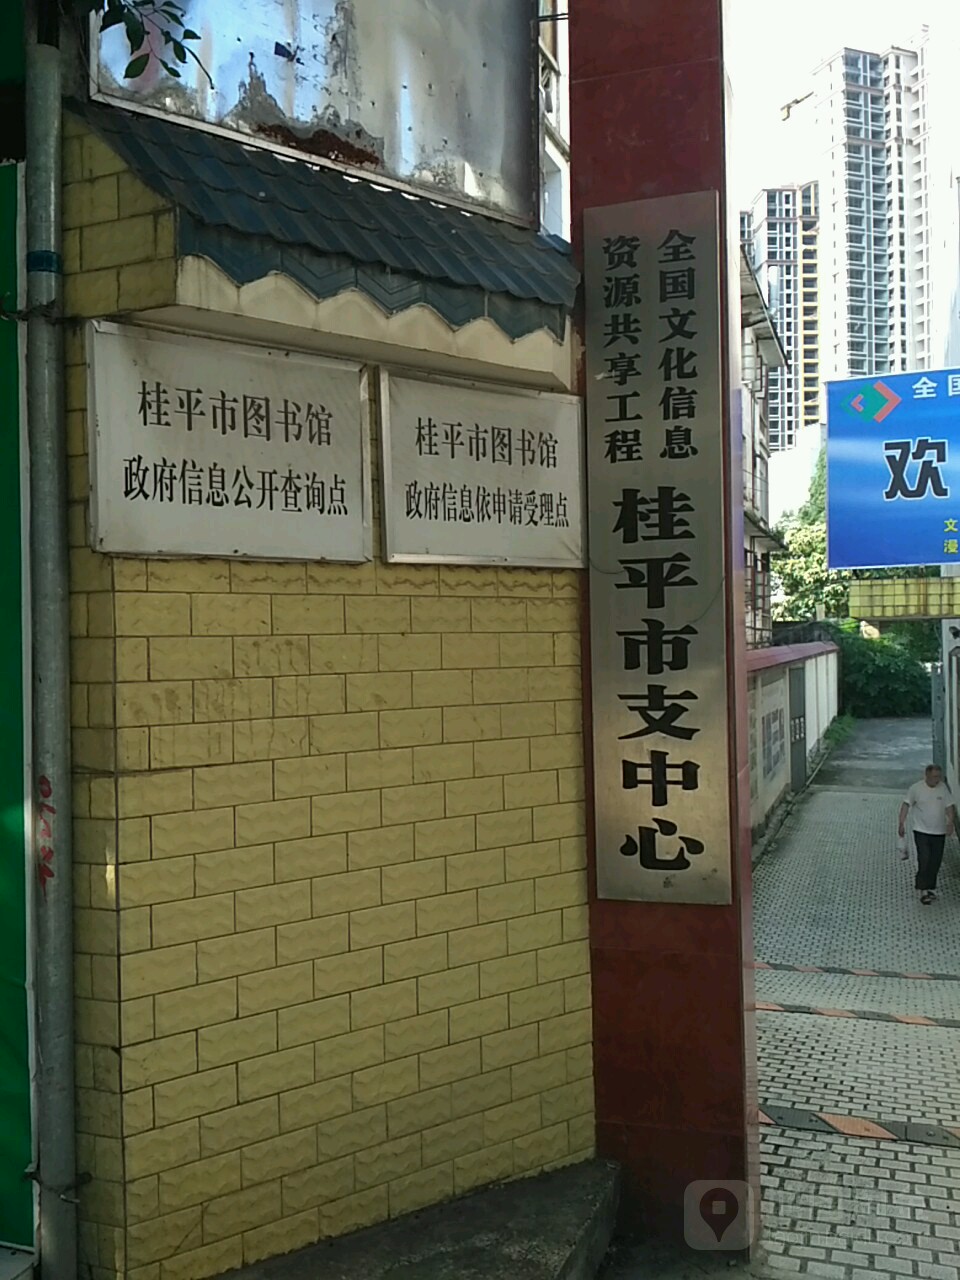 桂平市图书馆
政府信息公开查询点
桂平市图书馆
政府信息依申请受理点
全国文化信息
资源共享工程
桂平市支中心
全国
欢
文
漫